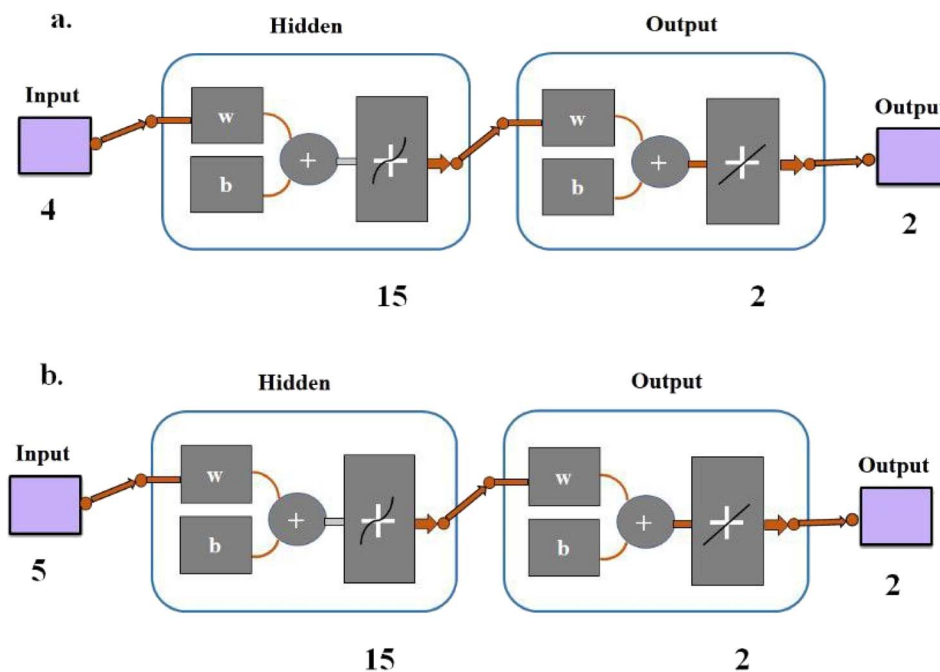 a.
Hidden
Output
Input
Output
w
b
+
w
b
+
4
2
15
2
b.
Hidden
Output
Input
Output
w
b
+
w
b
+
5
2
15
2